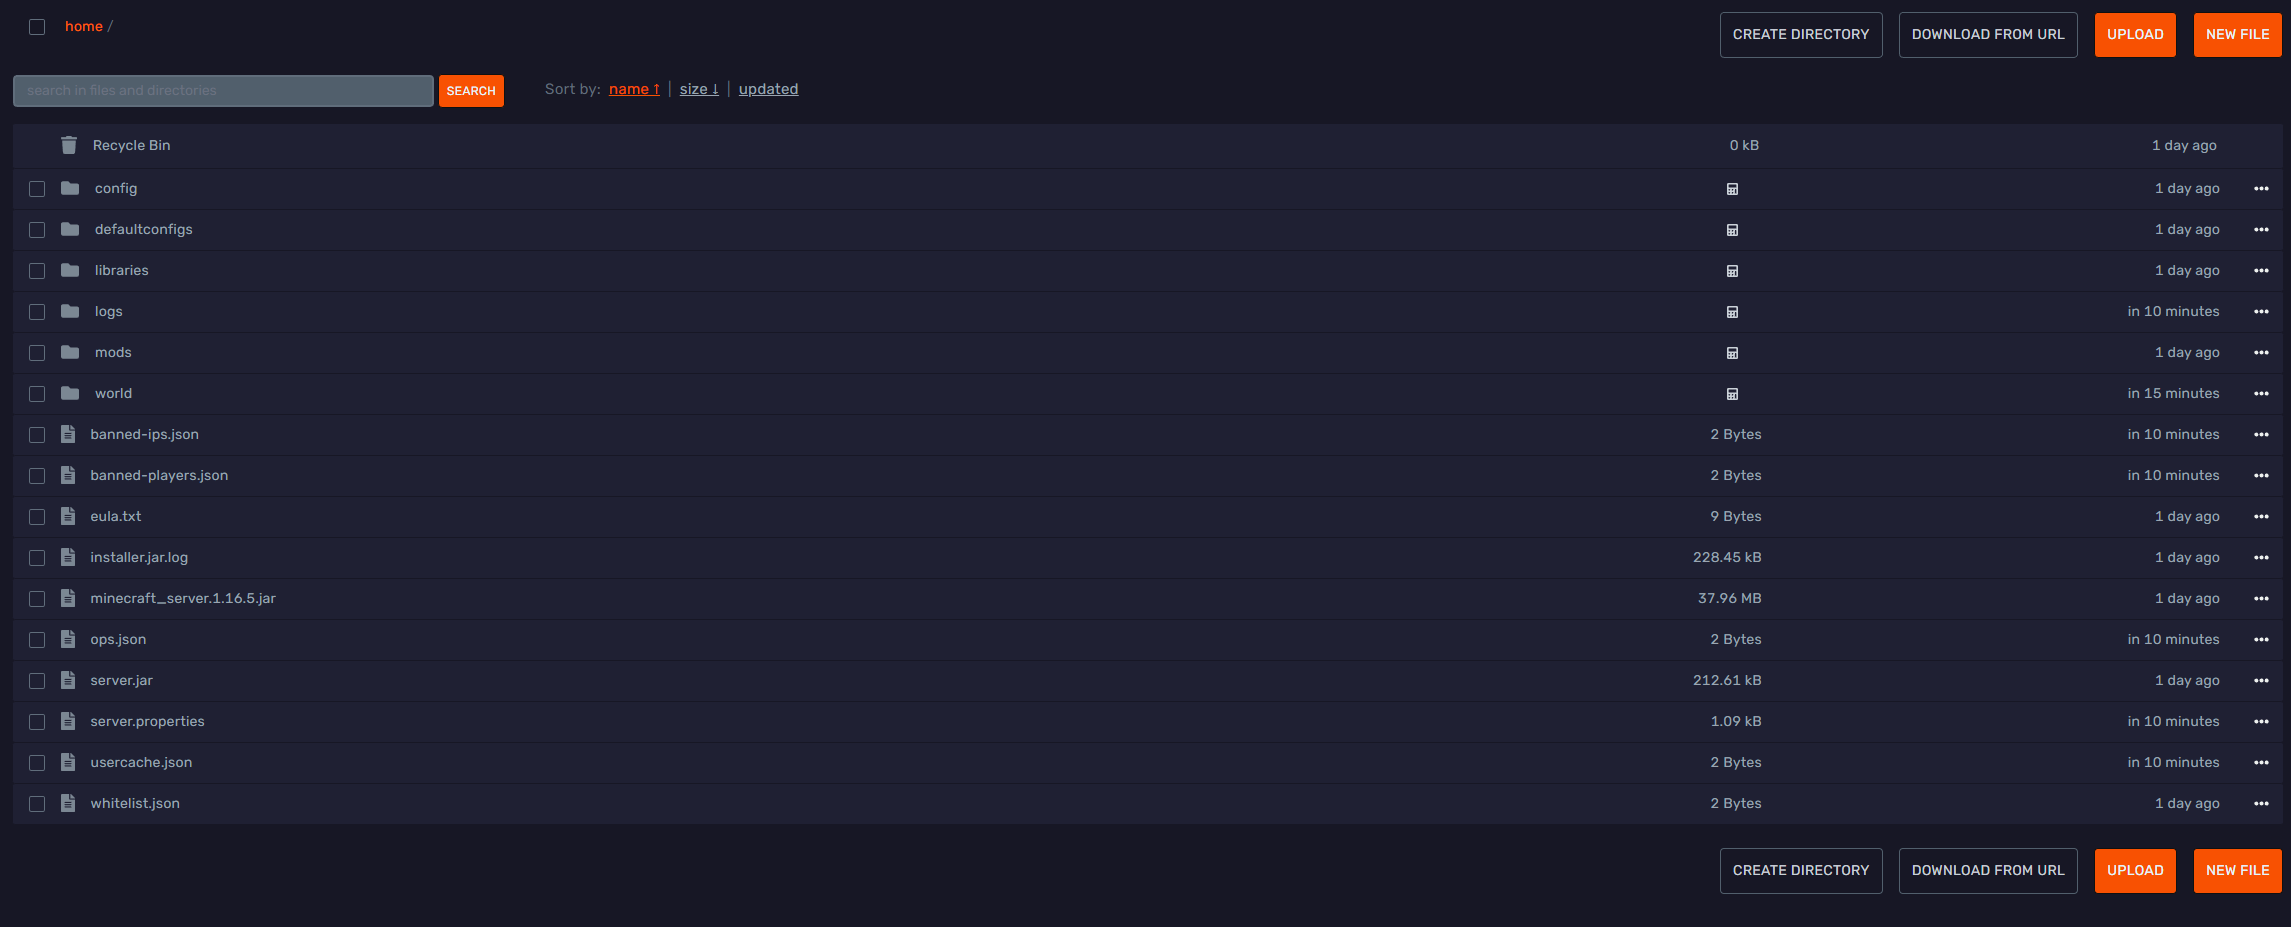 home /
CREATE DIRECTORY DOWNLOAD FROM URL UPLOAD NEW FILE
search in files and directories SEARCH Sort by: name ↑ | size ↓ | updated
Recycle Bin 0 kB 1 day ago
config 1 day ago
defaultconfigs 1 day ago
libraries 1 day ago
logs in 10 minutes
mods 1 day ago
world in 15 minutes
banned-ips.json 2 Bytes in 10 minutes
banned-players.json 2 Bytes in 10 minutes
eula.txt 9 Bytes 1 day ago
installer.jar.log 228.45 kB 1 day ago
minecraft_server.1.16.5.jar 37.96 MB 1 day ago
ops.json 2 Bytes in 10 minutes
server.jar 212.61 kB 1 day ago
server.properties 1.09 kB in 10 minutes
usercache.json 2 Bytes in 10 minutes
whitelist.json 2 Bytes 1 day ago
CREATE DIRECTORY DOWNLOAD FROM URL UPLOAD NEW FILE